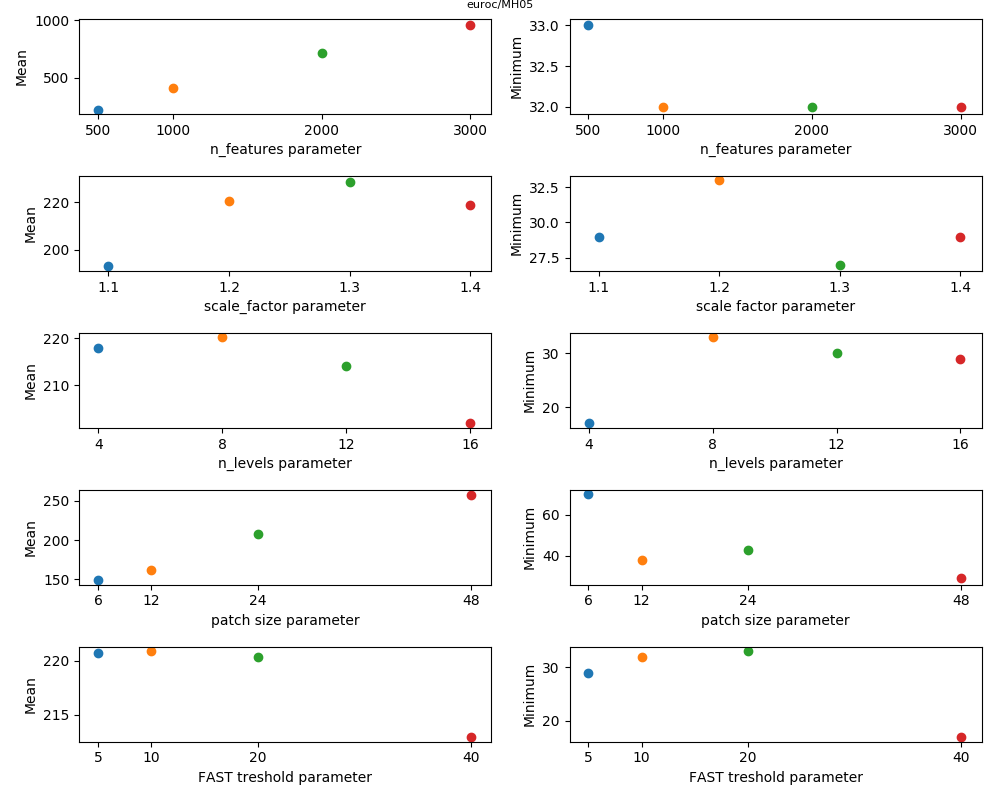 euroc/MH05
Mean
1000
500
500 1000 2000 3000
n_features parameter
Minimum
33.0
32.5
32.0
500 1000 2000 3000
n_features parameter
Mean
220
200
1.1 1.2 1.3 1.4
scale_factor parameter
Minimum
32.5
30.0
27.5
1.1 1.2 1.3 1.4
scale factor parameter
Mean
220
210
4 8 12 16
n_levels parameter
Minimum
30
20
4 8 12 16
n_levels parameter
Mean
250
200
150
6 12 24 48
patch size parameter
Minimum
60
40
6 12 24 48
patch size parameter
Mean
220
215
5 10 20 40
FAST treshold parameter
Minimum
30
20
5 10 20 40
FAST treshold parameter